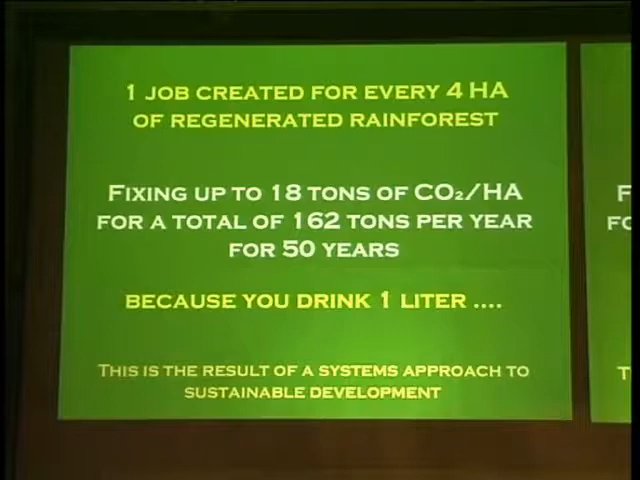 1 JOB CREATED FOR EVERY 4 HA
OF REGENERATED RAINFOREST
FIXING UP TO 18 TONS OF CO₂/HA
FOR A TOTAL OF 162 TONS PER YEAR
FOR 50 YEARS
BECAUSE YOU DRINK 1 LITER ....
THIS IS THE RESULT OF A SYSTEMS APPROACH TO
SUSTAINABLE DEVELOPMENT